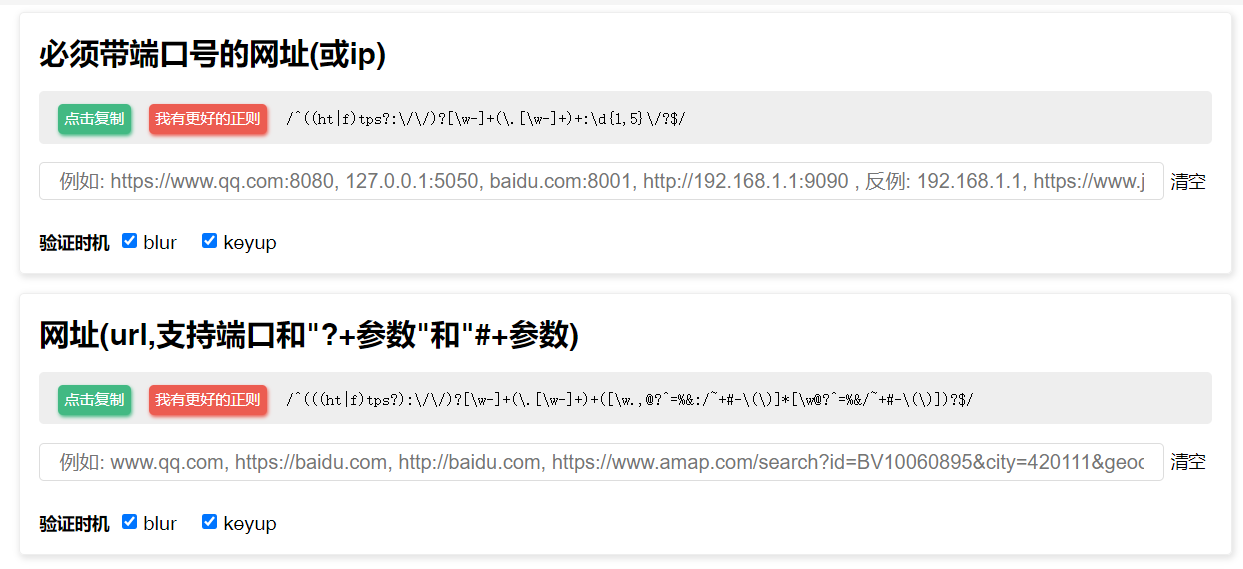 必须带端口号的网址(或ip)
点击复制 我有更好的正则 /^((ht|f)tps?:\/\/)?[\w-]+(\.[\w-]+)+:\d{1,5}\/?$/
例如: https://www.qq.com:8080, 127.0.0.1:5050, baidu.com:8001, http://192.168.1.1:9090 , 反例: 192.168.1.1, https://www.j 清空
验证时机 blur keyup
网址(url,支持端口和"?+参数"和"#+参数)
点击复制 我有更好的正则 /^(((ht|f)tps?):\/\/)?[\w-]+(\.[\w-]+)+([\w.,@?^=%&:/~+#-\(\)]*[\w@?^=%&/~+#-\(\)])?$/
例如: www.qq.com, https://baidu.com, http://baidu.com, https://www.amap.com/search?id=BV10060895&city=420111&geoc 清空
验证时机 blur keyup